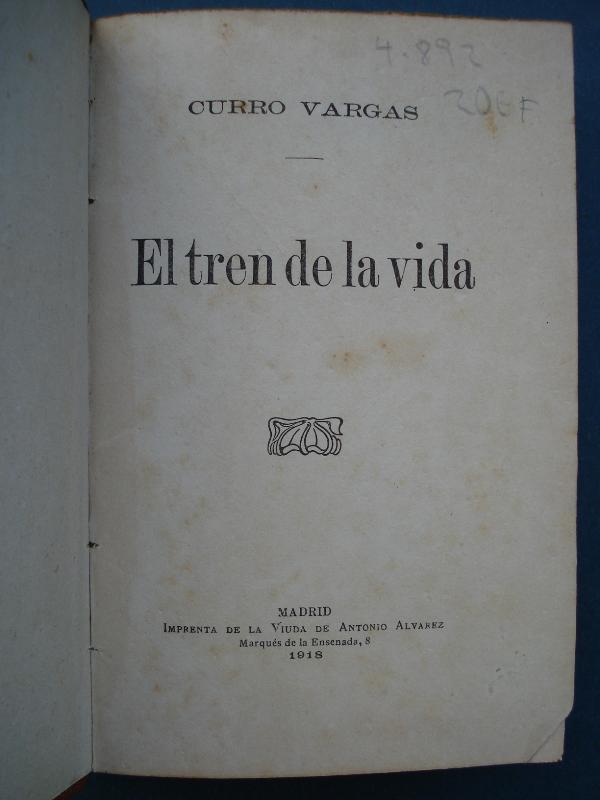 4.892
CURRO VARGAS
El tren de la vida
MADRID
IMPRENTA DE LA VIUDA DE ANTONIO ALVAREZ
Marqués de la Ensenada, 8
1918